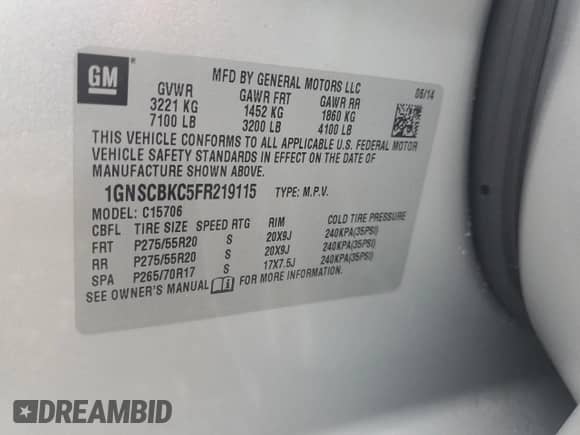 GM
MFD BY GENERAL MOTORS LLC
08/14
GVWR GAWR FRT GAWR RR
3221 KG 1452 KG 1860 KG
7100 LB 3200 LB 4100 LB
THIS VEHICLE CONFORMS TO ALL APPLICABLE U.S. FEDERAL MOTOR
VEHICLE SAFETY STANDARDS IN EFFECT ON THE DATE OF
MANUFACTURE SHOWN ABOVE.
1GNSCBKC5FR219115 TYPE: M.P.V.
MODEL: C15706
CBFL TIRE SIZE SPEED RTG RIM COLD TIRE PRESSURE
FRT P275/55R20 S 20X9J 240KPA(35PSI)
RR P275/55R20 S 20X9J 240KPA(35PSI)
SPA P265/70R17 S 17X7.5J 240KPA(35PSI)
SEE OWNER'S MANUAL FOR MORE INFORMATION.
DREAMBID